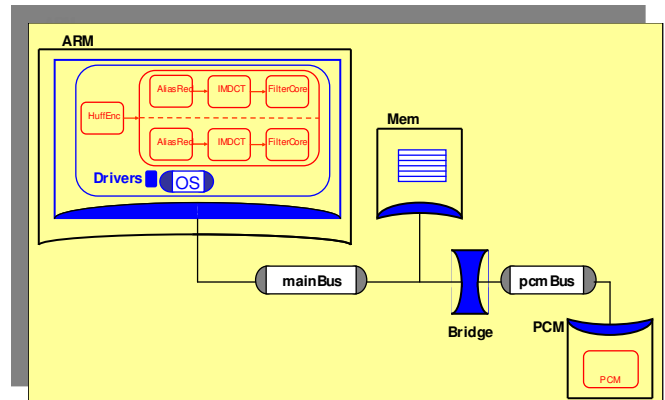 ARM
AliasRed IMDCT FilterCore
HuffEnc
AliasRed IMDCT FilterCore
Mem
Drivers OS
mainBus pcmBus
Bridge PCM
PCM